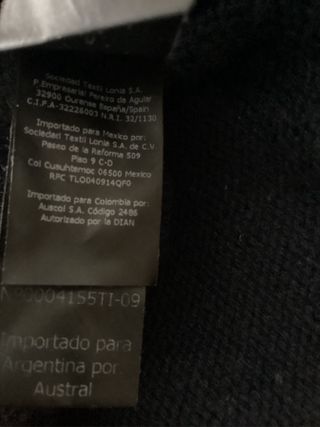 Sociedad Textil Lonia S.A.
P.Empresarial Pereiro de Aguiar
32900 Ourense España/Spain
C.I.F.A-32226003 N.R.I. 32/1130
Importado para Mexico por:
Sociedad Textil Lonia S.A. de C.V.
Paseo de la Reforma 509
Piso 9 C-D
Col Cuauhtemoc 06500 Mexico
RFC TLO040914QF0
Importado para Colombia por:
Auscol S.A. Código 2486
Autorizado por la DIAN
00004155TI-09
Importado para
Argentina por:
Austral